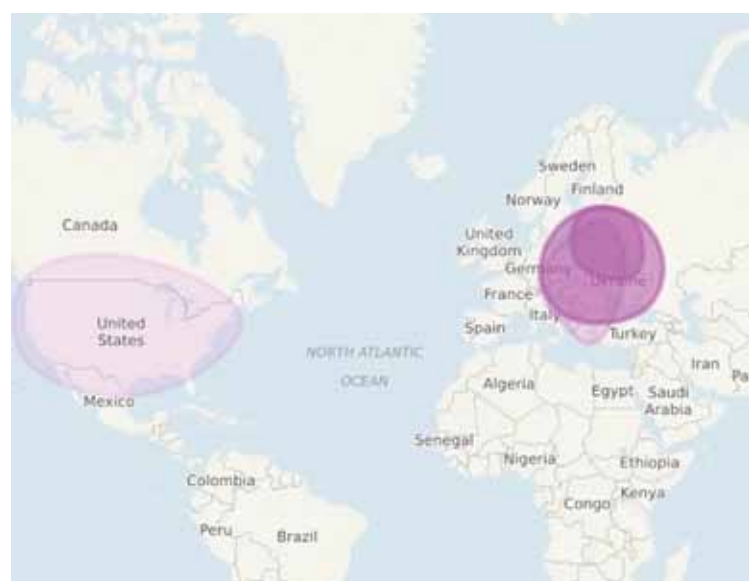 Sweden
Finland
Norway
Canada
United
Kingdom
Germany
Ukraine
France
Italy
United
States
Spain
Turkey
NORTH ATLANTIC
OCEAN
Iran
Pa
Mexico
Algeria
Egypt
Saudi
Arabia
Senegal
Nigeria
Ethiopia
Colombia
Kenya
Congo
Peru
Brazil